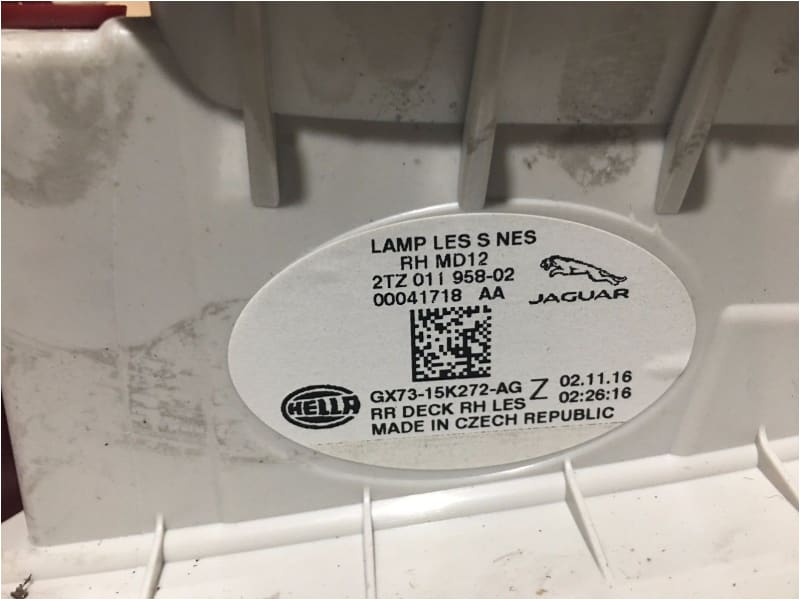 LAMP LES S NES
RH MD12
2TZ 011 958-02
00041718 AA
JAGUAR
HELLA
GX73-15K272-AG Z 02.11.16
RR DECK RH LES 02:26:16
MADE IN CZECH REPUBLIC